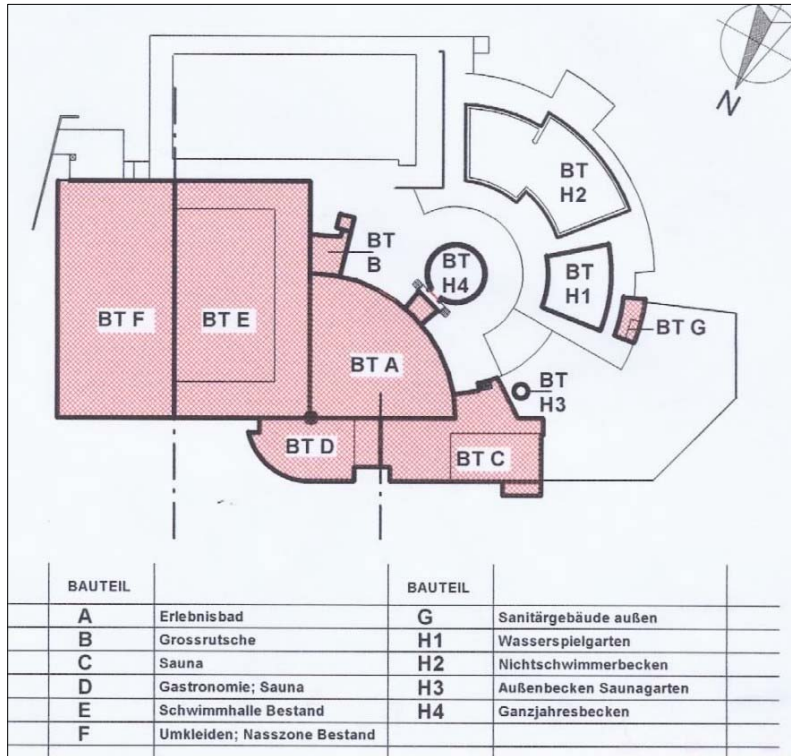 N
BT
H2
BT
B
BT
H4
BT
H1
BT F
BT E
BT G
BT A
BT
H3
BT D
BT C
BAUTEIL BAUTEIL
A Erlebnisbad G Sanitärgebäude außen
B Grossrutsche H1 Wasserspielgarten
C Sauna H2 Nichtschwimmerbecken
D Gastronomie; Sauna H3 Außenbecken Saunagarten
E Schwimmhalle Bestand H4 Ganzjahresbecken
F Umkleiden; Nasszone Bestand